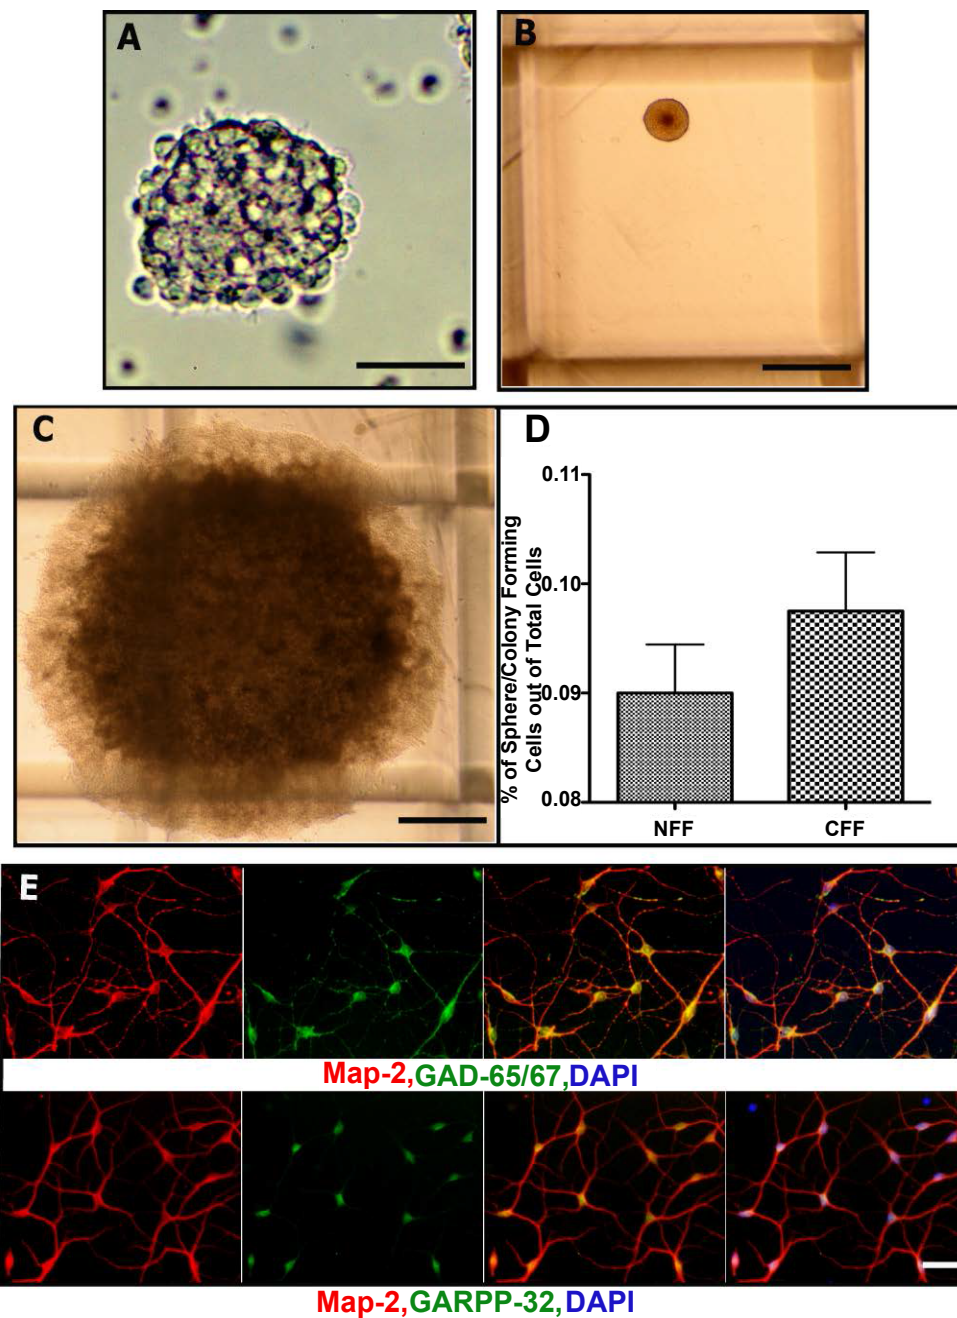 A
B
C
D
0.11
0.10
0.09
0.08
% of Sphere/Colony Forming
Cells out of Total Cells
NFF
CFF
E
Map-2,GAD-65/67,DAPI
Map-2,GARPP-32,DAPI